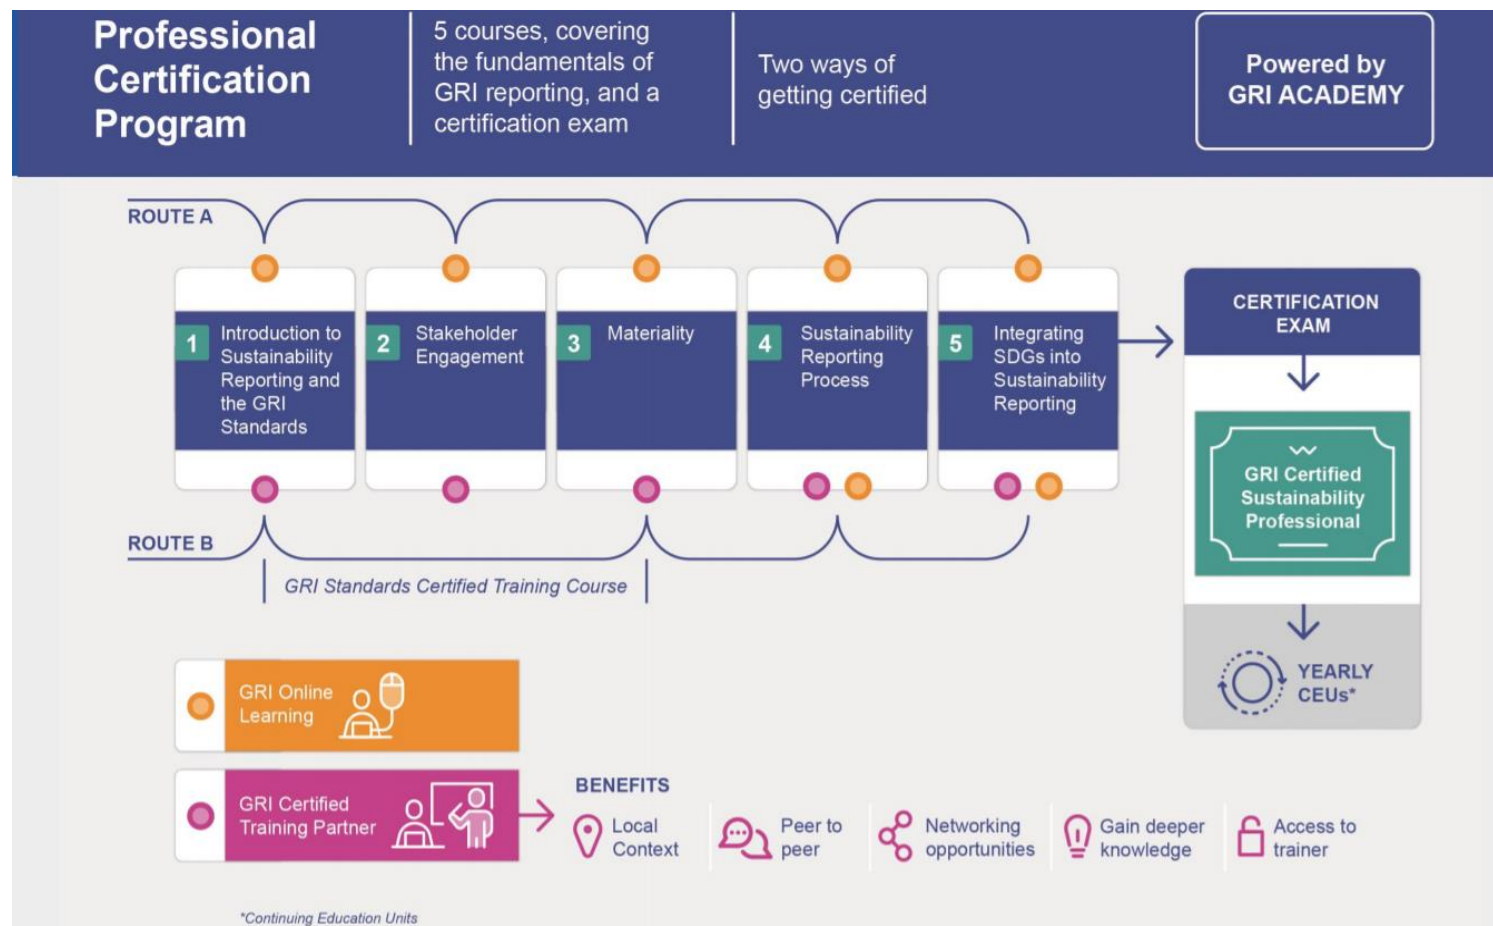 Professional
Certification
Program
5 courses, covering
the fundamentals of
GRI reporting, and a
certification exam
Two ways of
getting certified
Powered by
GRI ACADEMY
ROUTE A
1
Introduction to
Sustainability
Reporting and
the GRI
Standards
2
Stakeholder
Engagement
3
Materiality
4
Sustainability
Reporting
Process
5
Integrating
SDGs into
Sustainability
Reporting
CERTIFICATION
EXAM
GRI Certified
Sustainability
Professional
YEARLY
CEUs*
ROUTE B
GRI Standards Certified Training Course
GRI Online
Learning
GRI Certified
Training Partner
BENEFITS
Local
Context
Peer to
peer
Networking
opportunities
Gain deeper
knowledge
Access to
trainer
*Continuing Education Units